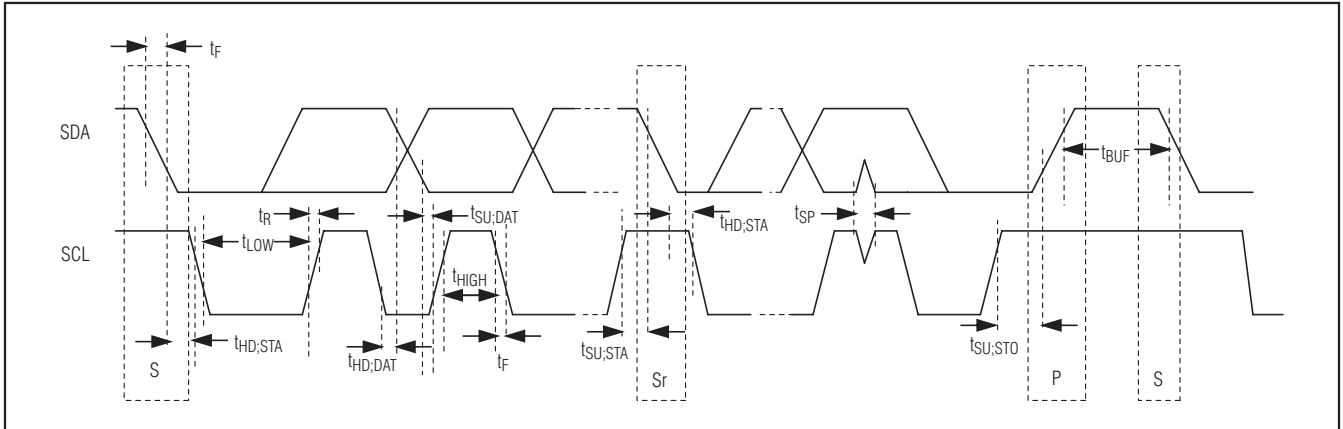 tF
SDA
tBUF
tR
tSU;DAT
tSP
tHD;STA
tLOW
SCL
tHIGH
tHD;STA
tHD;DAT
tF
tSU;STA
tSU;STO
S
Sr
P
S